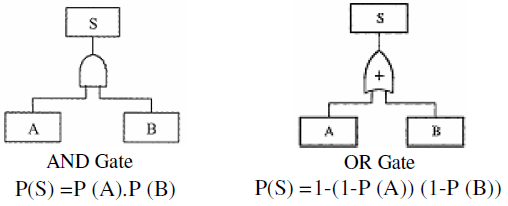 S
A
B
AND Gate
P(S) =P (A).P (B)
S
+
A
B
OR Gate
P(S) =1-(1-P (A)) (1-P (B))